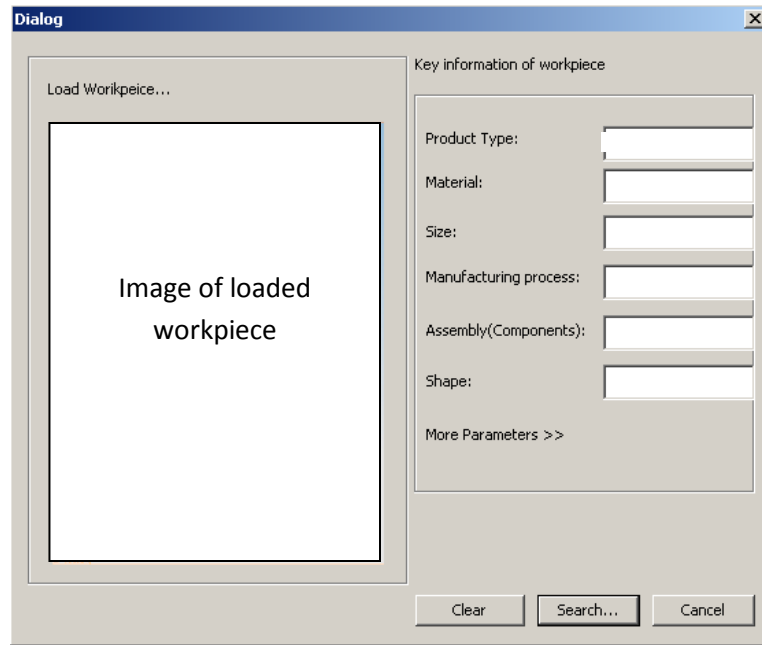 Dialog
Load Worikpeice...
Image of loaded
workpiece
Key information of workpiece
Product Type:
Material:
Size:
Manufacturing process:
Assembly(Components):
Shape:
More Parameters >>
Clear
Search...
Cancel